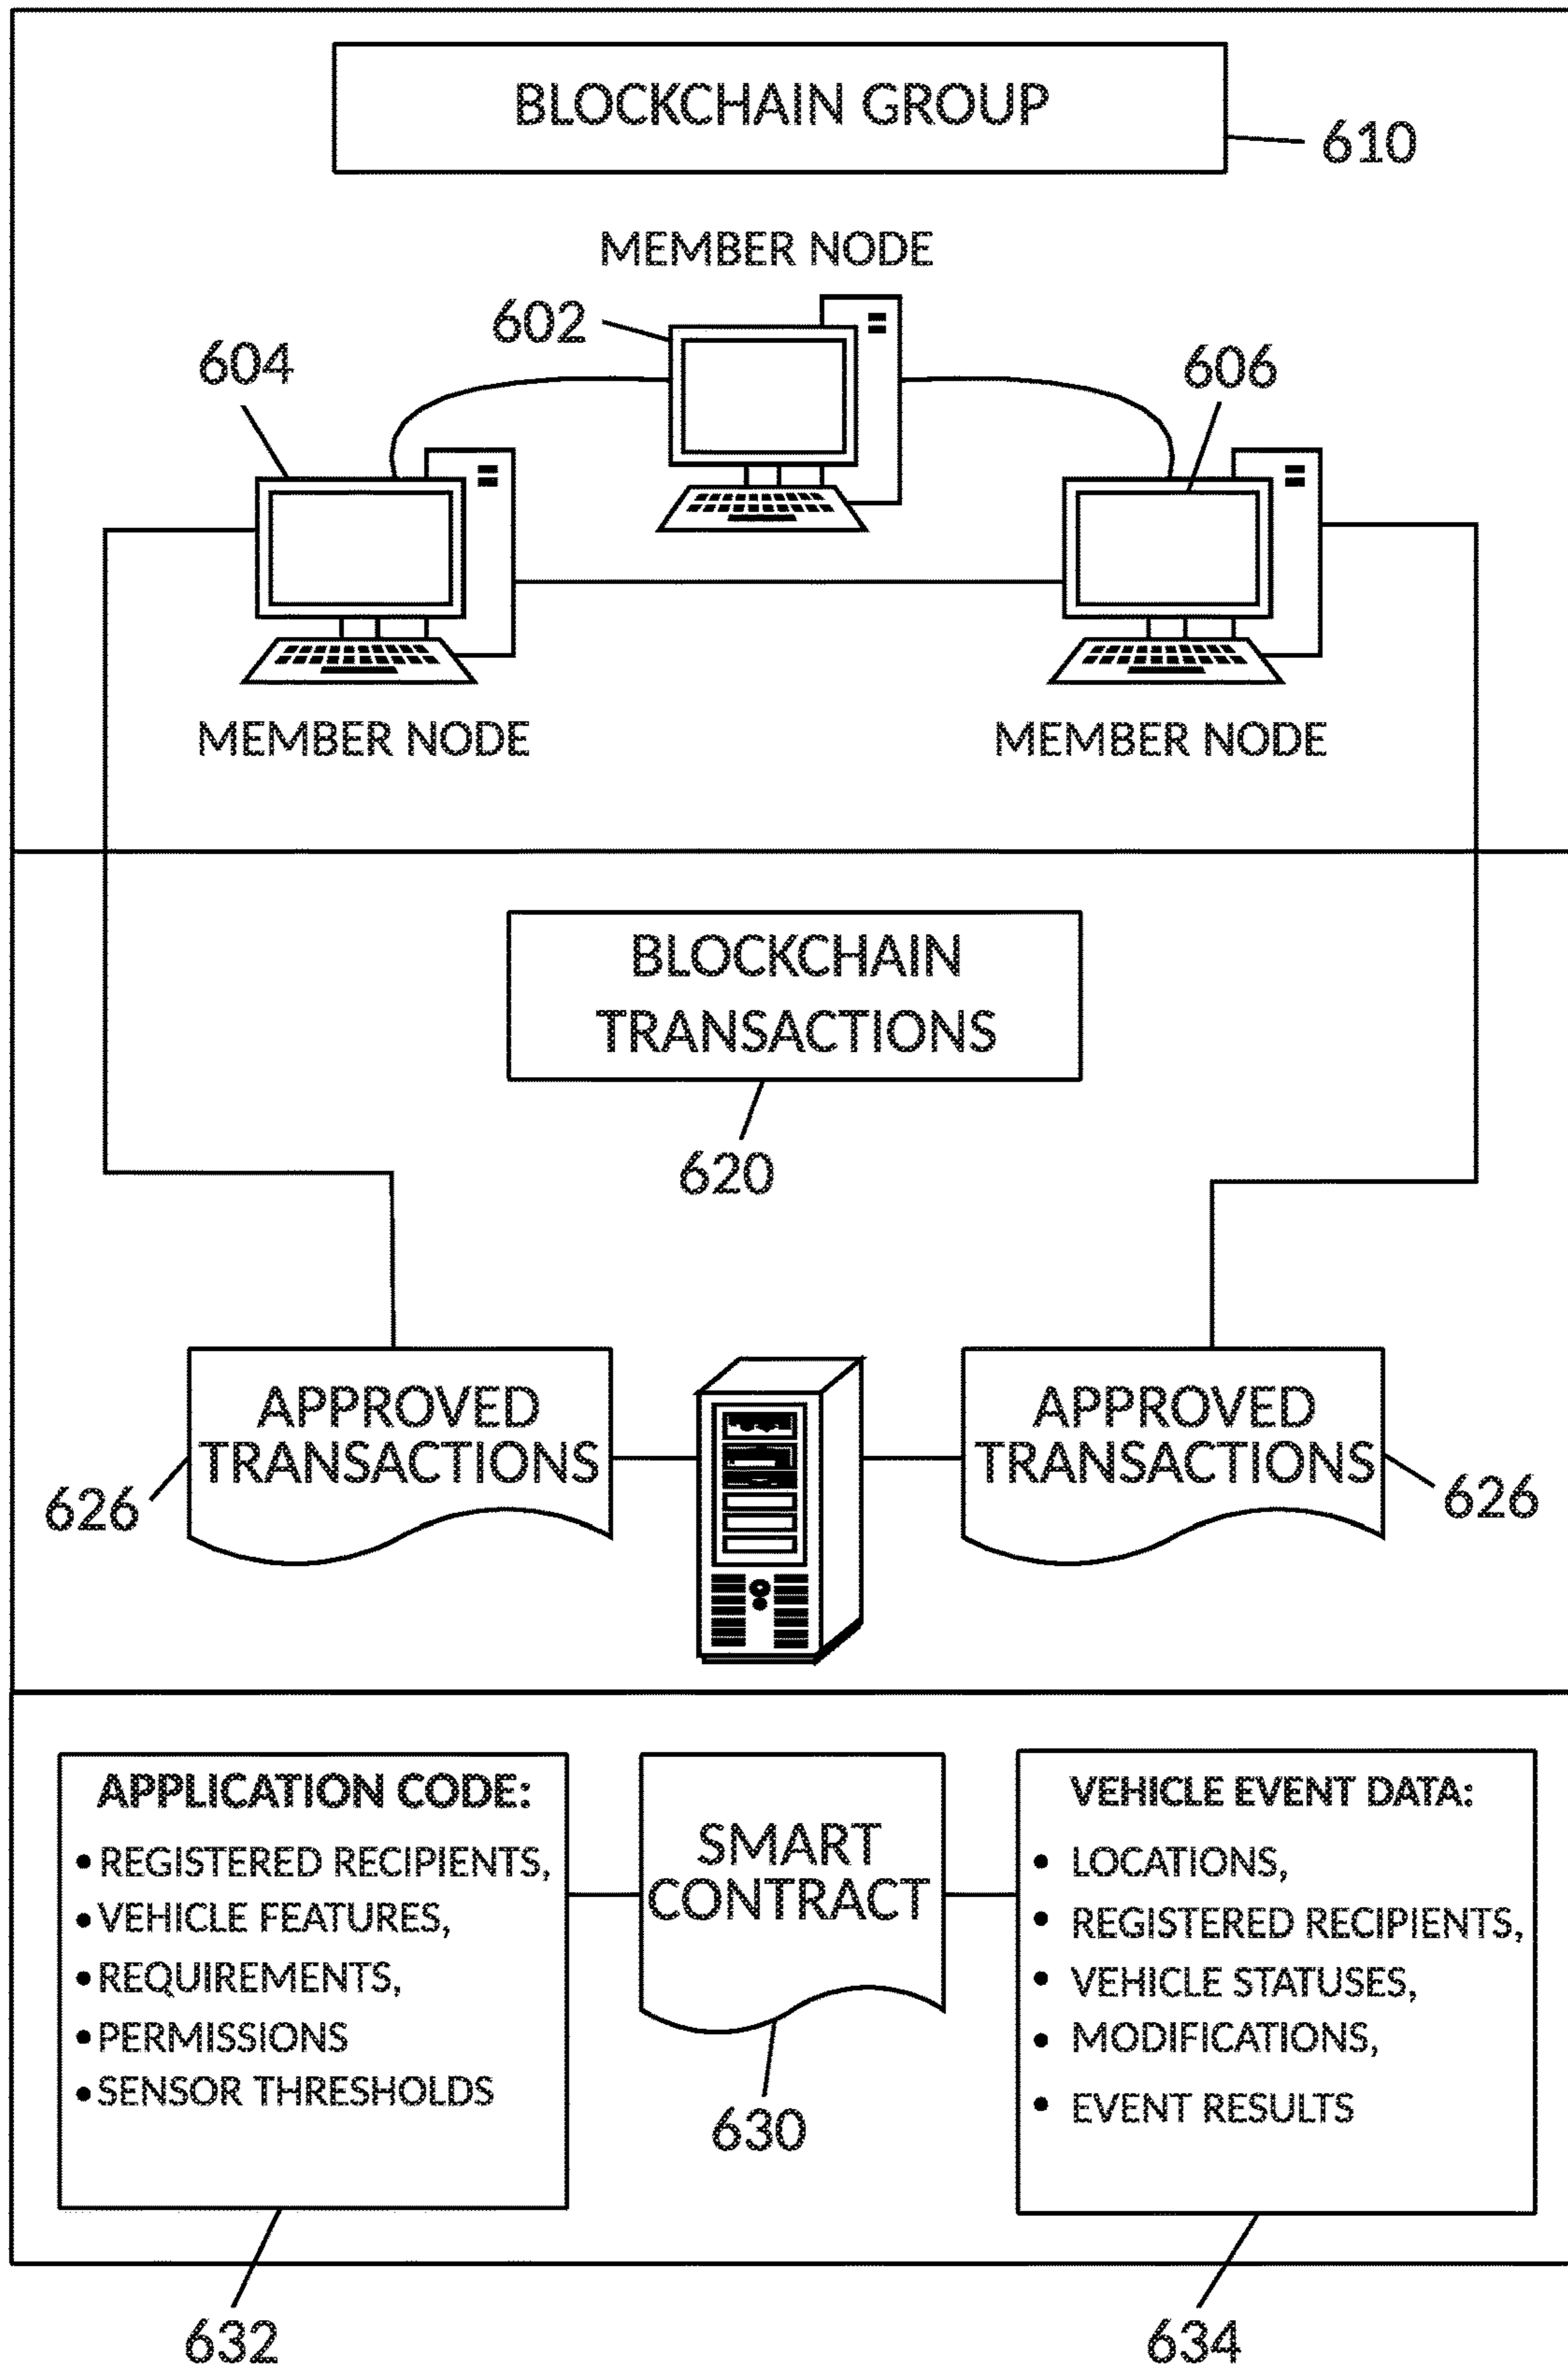 BLOCKCHAIN GROUP
610
MEMBER NODE
602
604
606
MEMBER NODE
MEMBER NODE
BLOCKCHAIN
TRANSACTIONS
620
APPROVED
TRANSACTIONS
626
APPROVED
TRANSACTIONS
626
APPLICATION CODE:
• REGISTERED RECIPIENTS,
• VEHICLE FEATURES,
• REQUIREMENTS,
• PERMISSIONS
• SENSOR THRESHOLDS
632
SMART
CONTRACT
630
VEHICLE EVENT DATA:
• LOCATIONS,
• REGISTERED RECIPIENTS,
• VEHICLE STATUSES,
• MODIFICATIONS,
• EVENT RESULTS
634